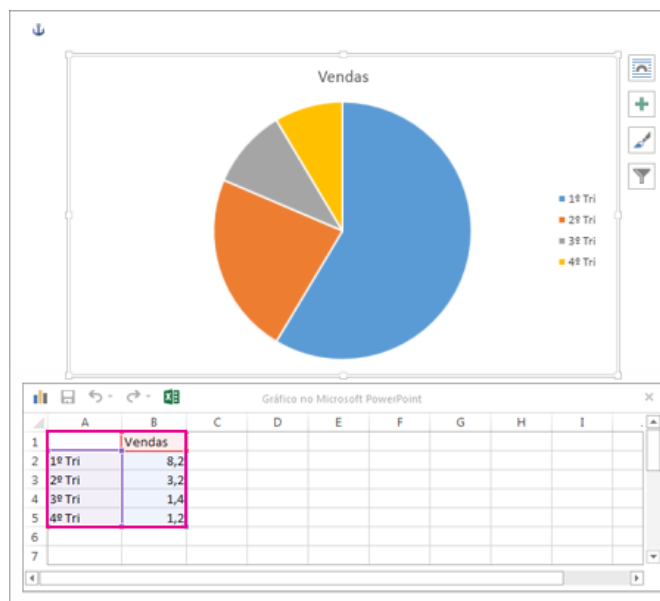 Vendas
1º Tri
2º Tri
3º Tri
4º Tri
Gráfico no Microsoft PowerPoint
A B C D E F G H I
1 Vendas
2 1º Tri 8,2
3 2º Tri 3,2
4 3º Tri 1,4
5 4º Tri 1,2
6
7